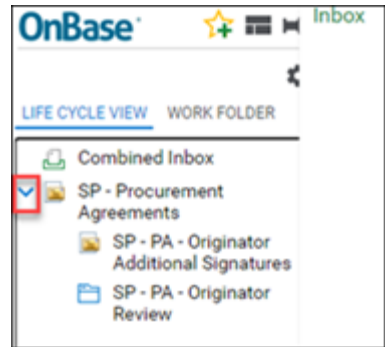 OnBase
Inbox
LIFE CYCLE VIEW WORK FOLDER
Combined Inbox
SP - Procurement
Agreements
SP - PA - Originator
Additional Signatures
SP - PA - Originator
Review